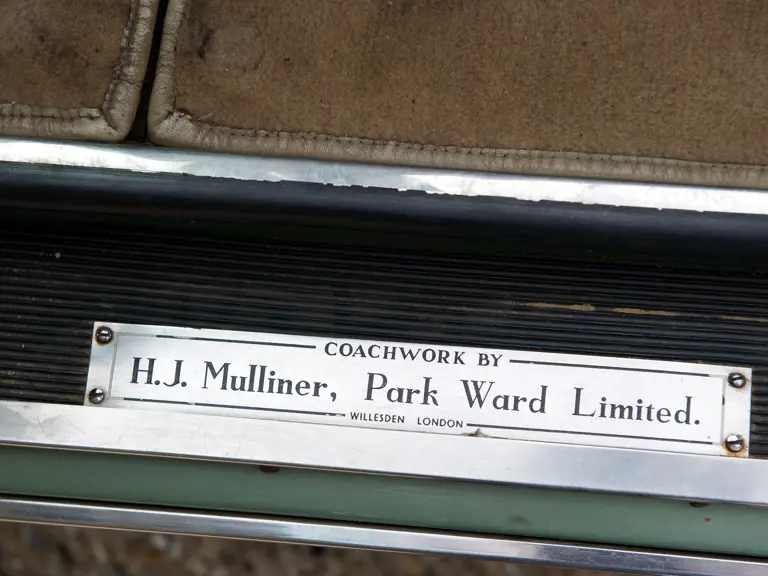 COACHWORK BY
H.J. Mulliner, Park Ward Limited.
WILLESDEN LONDON